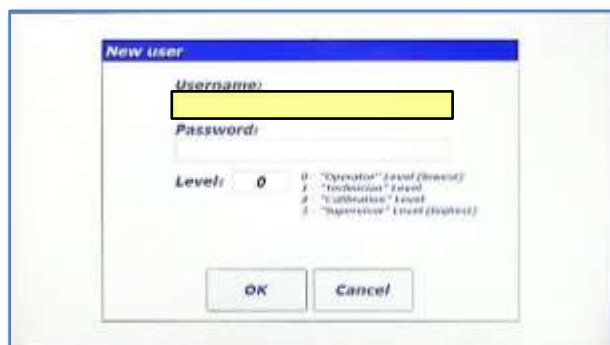 New user
Username:
Password:
Level: 0
0 "Operator" Level (lowest)
1 "Technician" Level
2 "Calibration" Level
3 "Supervisor" Level (highest)
OK Cancel